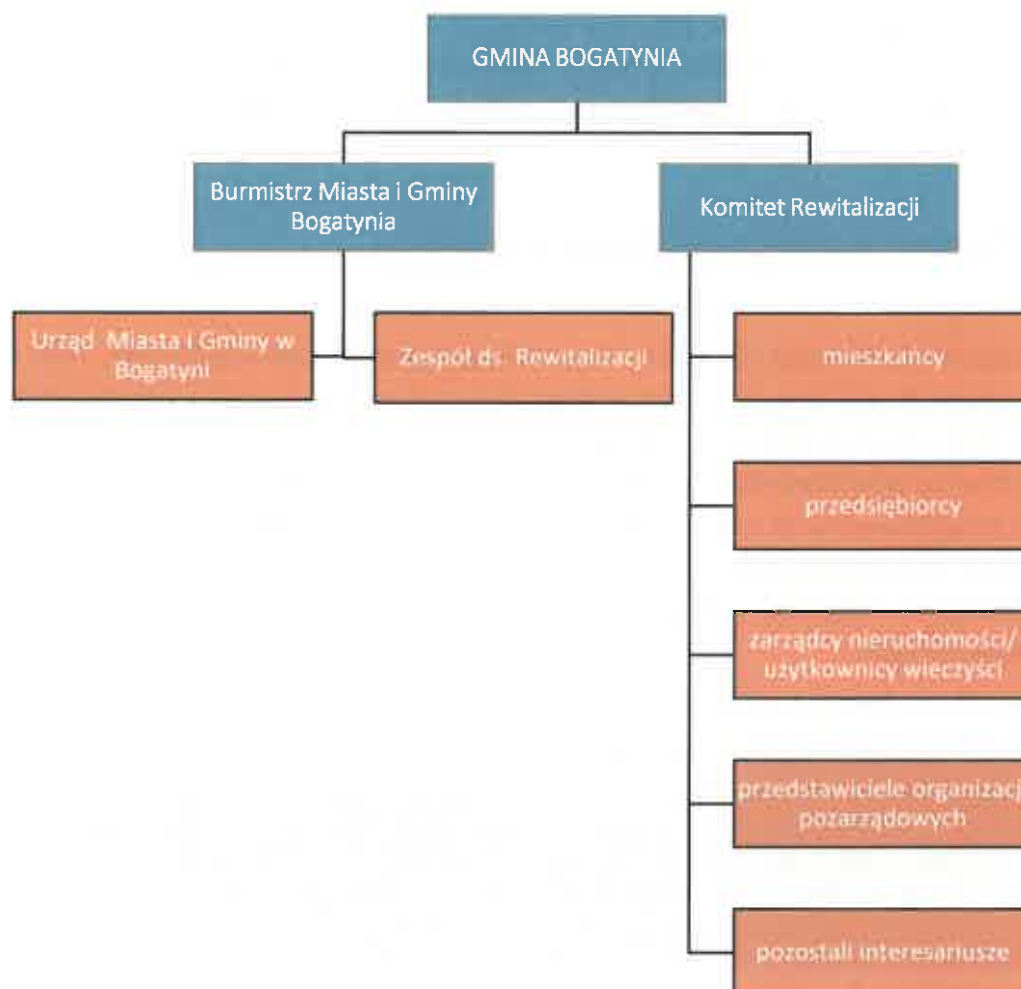 GMINA BOGATYNIA
Burmistrz Miasta i Gminy
Bogatynia
Komitet Rewitalizacji
Urząd Miasta i Gminy w
Bogatyni
Zespół ds. Rewitalizacji
mieszkańcy
przedsiębiorcy
zarządcy nieruchomości/
użytkownicy wieczyści
przedstawiciele organizacj
pozarządowych
pozostali interesariusze